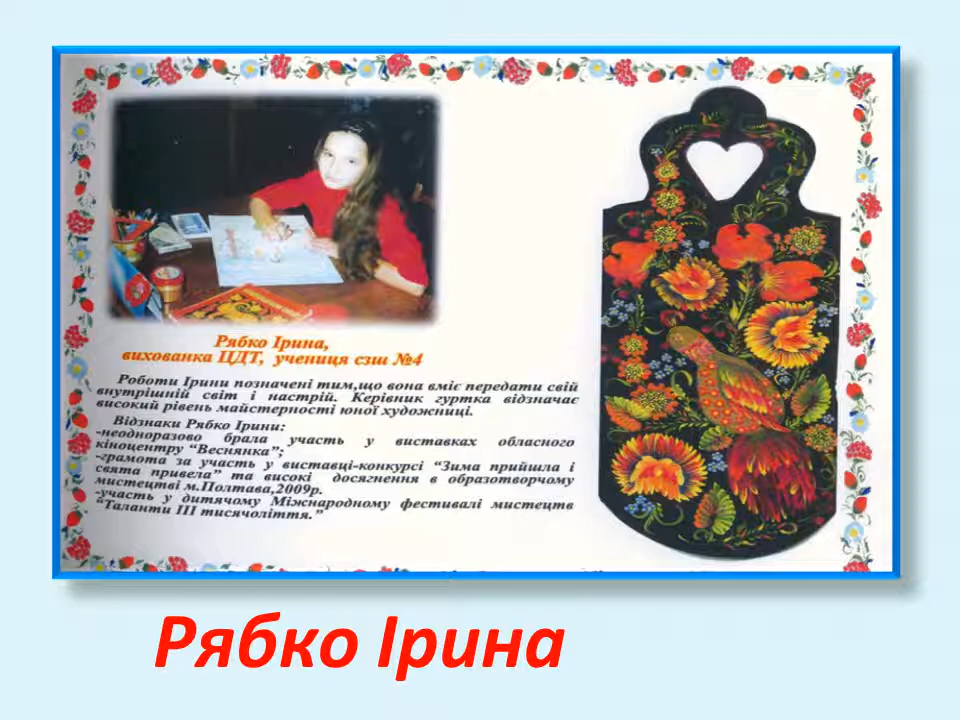 Рябко Ірина,
вихованка ЦДТ, учениця сзш №4
Роботи Ірини позначені тим,що вона вміє передати свій
внутрішній світ і настрій. Керівник гуртка відзначає
високий рівень майстерності юної художниці.
Відзнаки Рябко Ірини:
-неодноразово брала участь у виставках обласного
кіноцентру “Веснянка”;
-грамота за участь у виставці-конкурсі “Зима прийшла і
свята привела” та високі досягнення в образотворчому
мистецтві м.Полтава,2009р.
-участь у дитячому Міжнародному фестивалі мистецтв
“Таланти ІІІ тисячоліття.”
Рябко Ірина